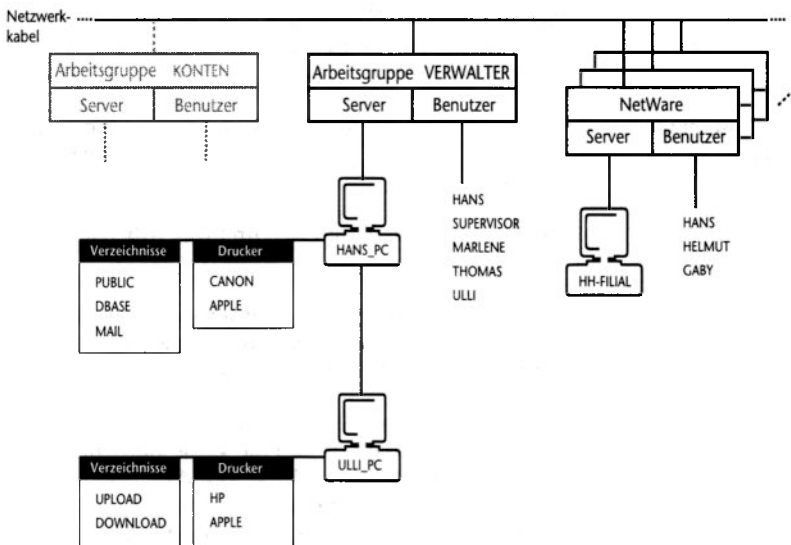 Netzwerk-
kabel
Arbeitsgruppe KONTEN
Server Benutzer
Arbeitsgruppe VERWALTER
Server Benutzer
NetWare
Server Benutzer
HANS
SUPERVISOR
MARLENE
THOMAS
ULLI
HANS_PC
Verzeichnisse
PUBLIC
DBASE
MAIL
Drucker
CANON
APPLE
HH-FILIAL
HANS
HELMUT
GABY
ULLI_PC
Verzeichnisse
UPLOAD
DOWNLOAD
Drucker
HP
APPLE